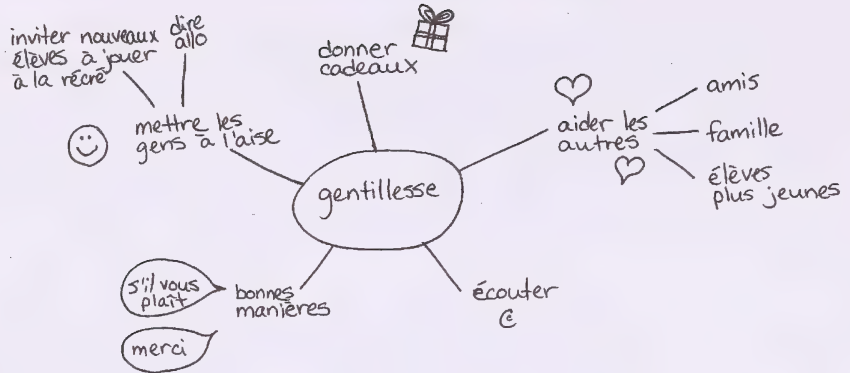 inviter nouveaux
élèves à jouer
à la récré
dire
allo
mettre les
gens à l'aise
donner
cadeaux
aider les
autres
amis
famille
élèves
plus jeunes
gentillesse
s'il vous
plaît
merci
bonnes
manières
écouter